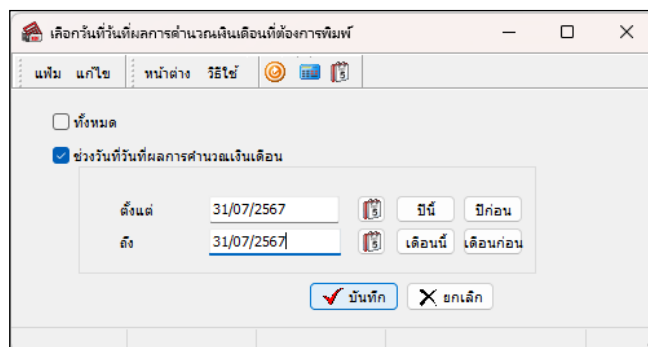 เลือกวันที่วันที่ผลการคำนวณเงินเดือนที่ต้องการพิมพ์
แฟ้ม แก้ไข หน้าต่าง วิธีใช้
ทั้งหมด
ช่วงวันที่วันที่ผลการคำนวณเงินเดือน
ตั้งแต่ 31/07/2567 ปีนี้ ปีก่อน
ถึง 31/07/2567 เดือนนี้ เดือนก่อน
บันทึก ยกเลิก